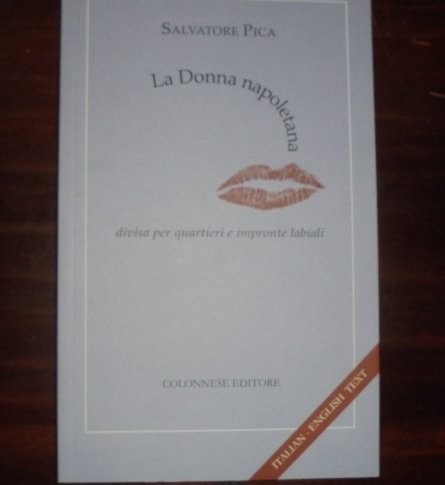 SALVATORE PICA
La Donna napoletana
divisa per quartieri e impronte labiali
COLONNESE EDITORE
ITALIAN - ENGLISH TEXT